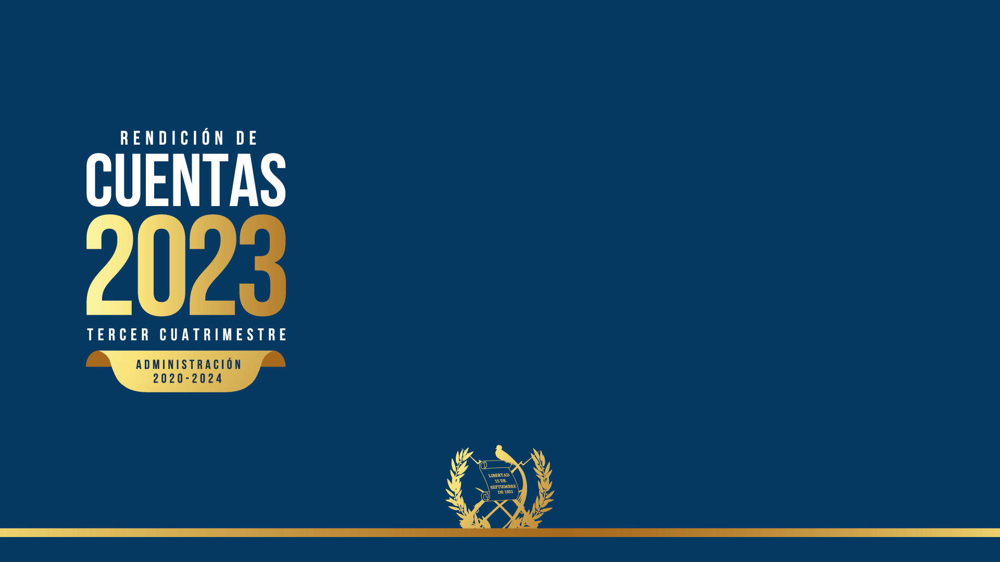 RENDICIÓN DE
CUENTAS
2023
TERCER CUATRIMESTRE
ADMINISTRACIÓN
2020-2024
LIBERTAD
15 DE
SEPTIEMBRE
DE 1821